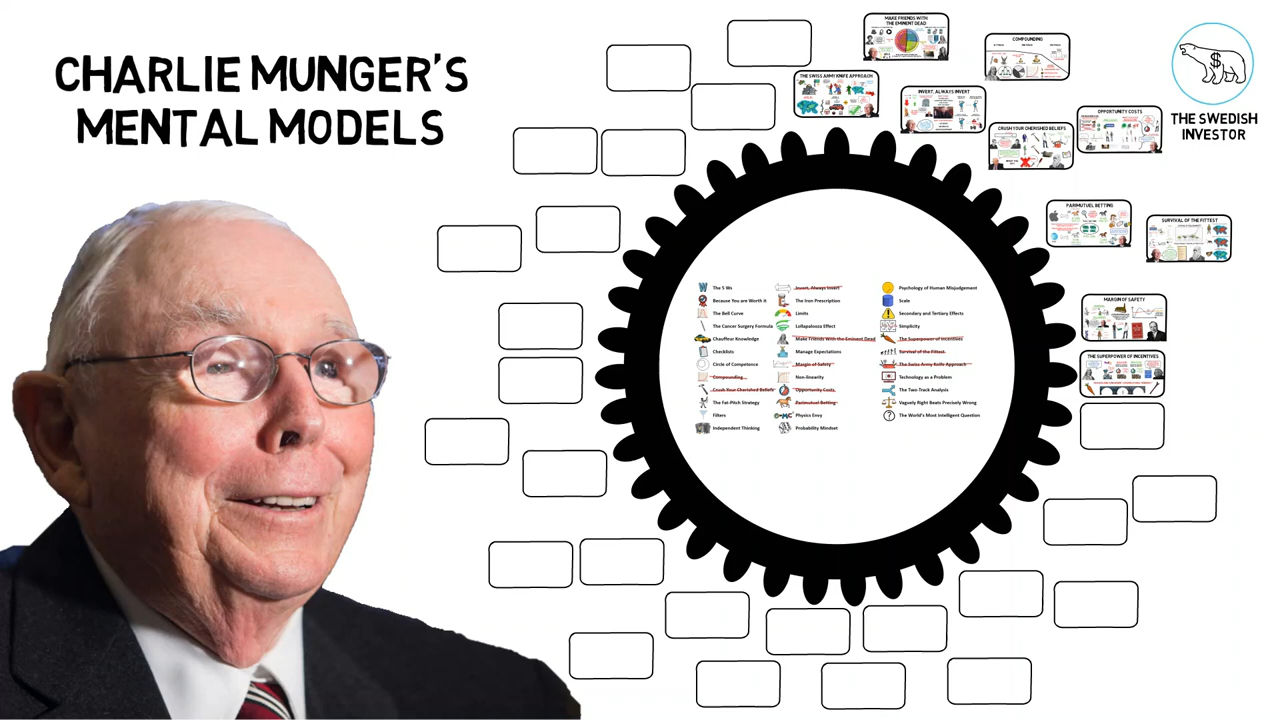 CHARLIE MUNGER'S
MENTAL MODELS
MAKE FRIENDS WITH
THE EMINENT DEAD
COMPOUNDING
THE SWISS ARMY KNIFE APPROACH
INVERT, ALWAYS INVERT
CRUSH YOUR CHERISHED BELIEFS
OPPORTUNITY COSTS
THE SWEDISH
INVESTOR
PARIMUTUEL BETTING
SURVIVAL OF THE FITTEST
MARGIN OF SAFETY
THE SUPERPOWER OF INCENTIVES
The 5 Ws
Because You are Worth it
The Bell Curve
The Cancer Surgery Formula
Chauffeur Knowledge
Checklists
Circle of Competence
Compounding
Crush Your Cherished Beliefs
The Fat-Pitch Strategy
Filters
Independent Thinking
Invert, Always Invert
The Iron Prescription
Limits
Lollapalooza Effect
Make Friends With the Eminent Dead
Manage Expectations
Margin of Safety
Non-linearity
Opportunity Costs
Parimutuel Betting
Physics Envy
Probability Mindset
Psychology of Human Misjudgement
Scale
Secondary and Tertiary Effects
Simplicity
The Superpower of Incentives
Survival of the Fittest
The Swiss Army Knife Approach
Technology as a Problem
The Two-Track Analysis
Vaguely Right Beats Precisely Wrong
The World's Most Intelligent Question